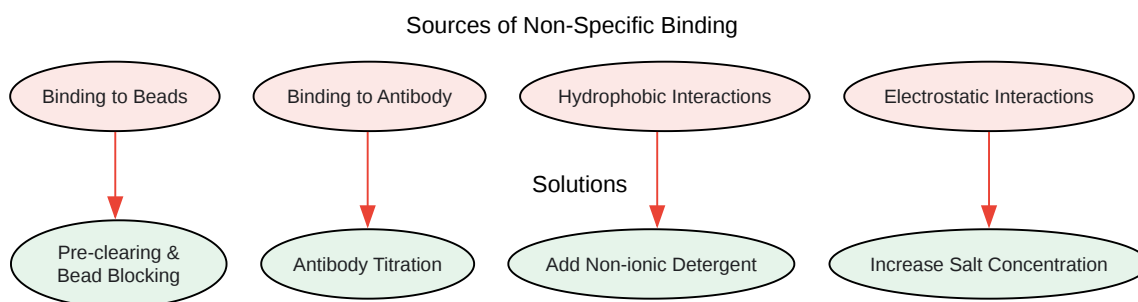 Sources of Non-Specific Binding
Binding to Beads
Binding to Antibody
Hydrophobic Interactions
Electrostatic Interactions
Solutions
Pre-clearing &
Bead Blocking
Antibody Titration
Add Non-ionic Detergent
Increase Salt Concentration